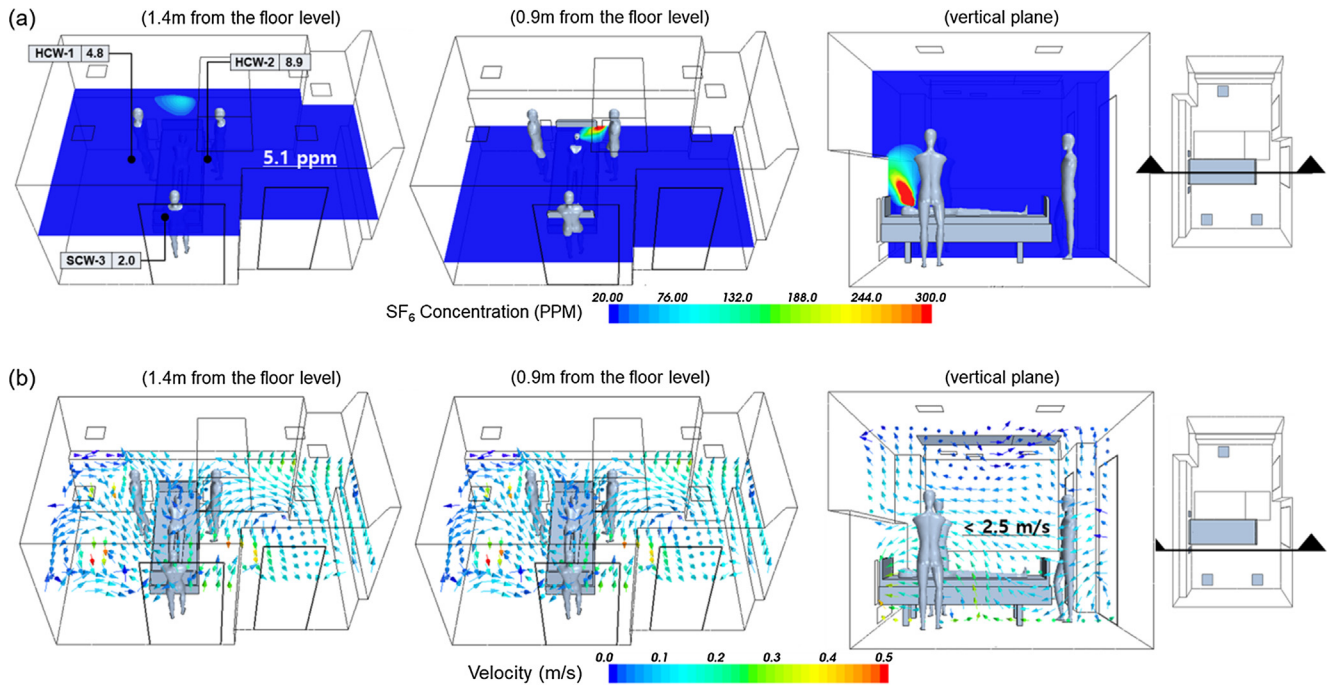 (a)
(1.4m from the floor level)
(0.9m from the floor level)
(vertical plane)
HCW-1 4.8
HCW-2 8.9
5.1 ppm
SCW-3 2.0
SF₆ Concentration (PPM)
20.00 76.00 132.0 188.0 244.0 300.0
(b)
(1.4m from the floor level)
(0.9m from the floor level)
(vertical plane)
< 2.5 m/s
Velocity (m/s)
0.0 0.1 0.2 0.3 0.4 0.5